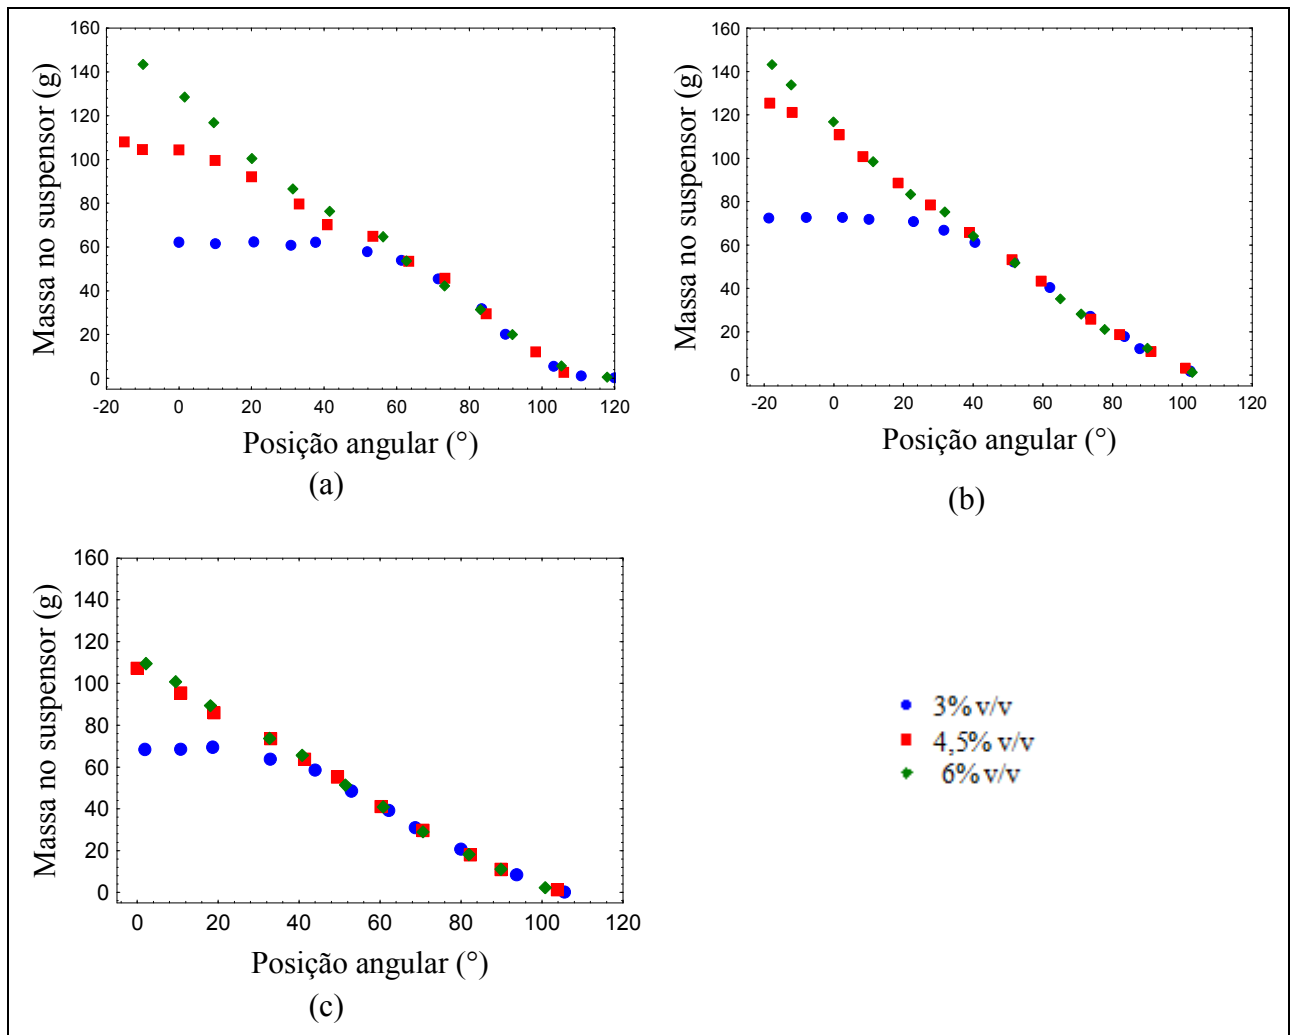 160
140
120
100
80
60
40
20
0
Massa no suspensor (g)
-20 0 20 40 60 80 100 120
Posição angular (°)
(a)
160
140
120
100
80
60
40
20
0
Massa no suspensor (g)
-20 0 20 40 60 80 100 120
Posição angular (°)
(b)
160
140
120
100
80
60
40
20
0
Massa no suspensor (g)
0 20 40 60 80 100 120
Posição angular (°)
(c)
3% v/v
4,5% v/v
6% v/v